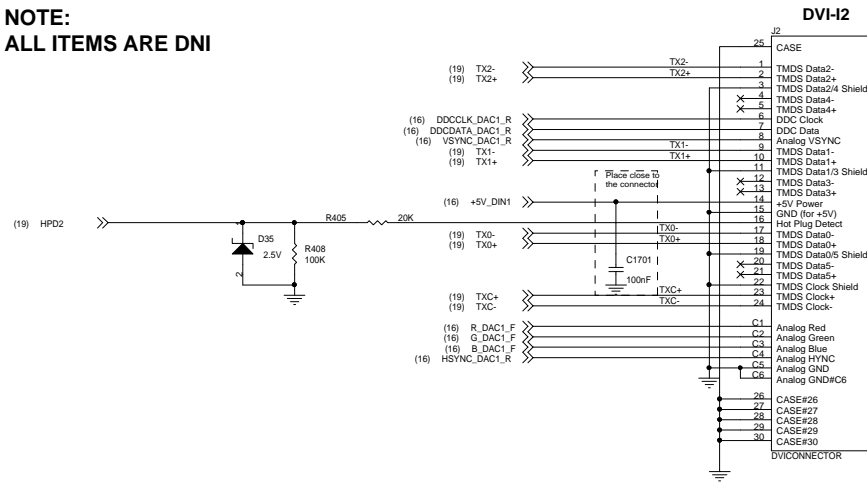 NOTE:
ALL ITEMS ARE DNI
DVI-I2
J2
25 CASE
(19) TX2- TX2- 1 TMDS Data2-
(19) TX2+ TX2+ 2 TMDS Data2+
3 TMDS Data2/4 Shield
4 TMDS Data4-
5 TMDS Data4+
(16) DDCCLK_DAC1_R 6 DDC Clock
(16) DDCDATA_DAC1_R 7 DDC Data
(16) VSYNC_DAC1_R 8 Analog VSYNC
(19) TX1- TX1- 9 TMDS Data1-
(19) TX1+ TX1+ 10 TMDS Data1+
11 TMDS Data1/3 Shield
Place close to
the connector
12 TMDS Data3-
13 TMDS Data3+
(16) +5V_DIN1 14 +5V Power
15 GND (for +5V)
(19) HPD2 R405 20K 16 Hot Plug Detect
(19) TX0- TX0- 17 TMDS Data0-
(19) TX0+ TX0+ 18 TMDS Data0+
19 TMDS Data0/5 Shield
D35
2.5V
2
R408
100K
C1701
100nF
20 TMDS Data5-
21 TMDS Data5+
22 TMDS Clock Shield
(19) TXC+ TXC+ 23 TMDS Clock+
(19) TXC- TXC- 24 TMDS Clock-
(16) R_DAC1_F C1 Analog Red
(16) G_DAC1_F C2 Analog Green
(16) B_DAC1_F C3 Analog Blue
(16) HSYNC_DAC1_R C4 Analog HYNC
C5 Analog GND
C6 Analog GND#C6
26 CASE#26
27 CASE#27
28 CASE#28
29 CASE#29
30 CASE#30
DVICONNECTOR